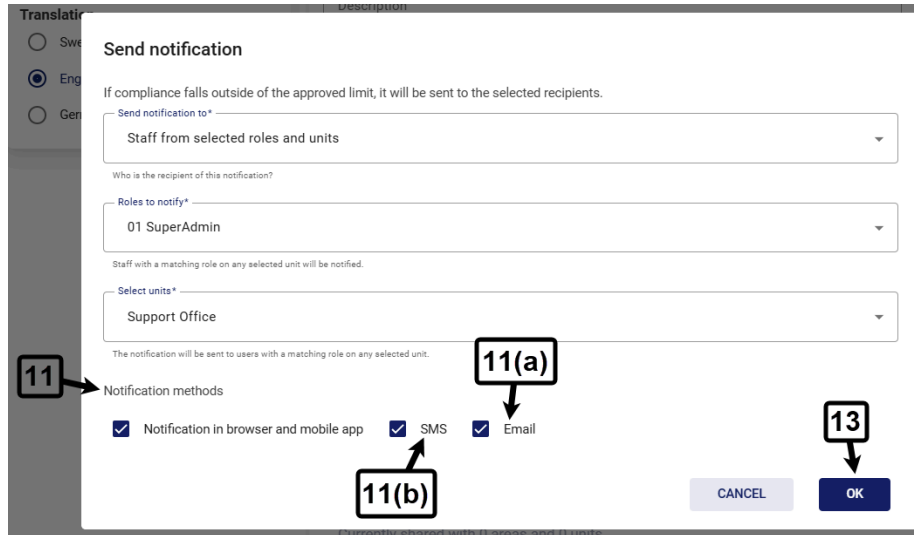 Description
Translation
Swe
Eng
Ger
Send notification
If compliance falls outside of the approved limit, it will be sent to the selected recipients.
Send notification to*
Staff from selected roles and units
Who is the recipient of this notification?
Roles to notify*
01 SuperAdmin
Staff with a matching role on any selected unit will be notified.
Select units*
Support Office
The notification will be sent to users with a matching role on any selected unit.
11
11(a)
Notification methods
Notification in browser and mobile app SMS Email
13
11(b)
CANCEL OK
Currently shared with 0 areas and 0 units